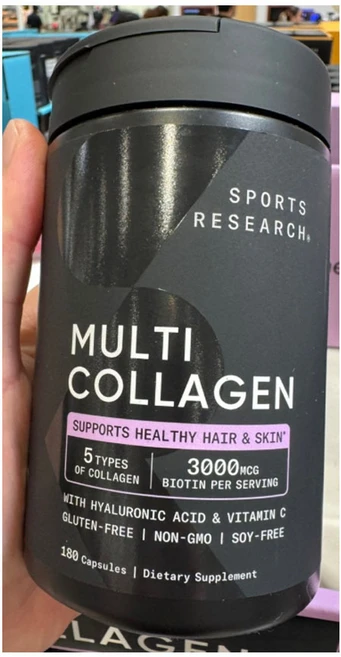 SPORTS
RESEARCH®
MULTI
COLLAGEN
SUPPORTS HEALTHY HAIR & SKIN*
5 TYPES
OF COLLAGEN
3000MCG
BIOTIN PER SERVING
WITH HYALURONIC ACID & VITAMIN C
GLUTEN-FREE | NON-GMO | SOY-FREE
180 Capsules | Dietary Supplement
LAGEN